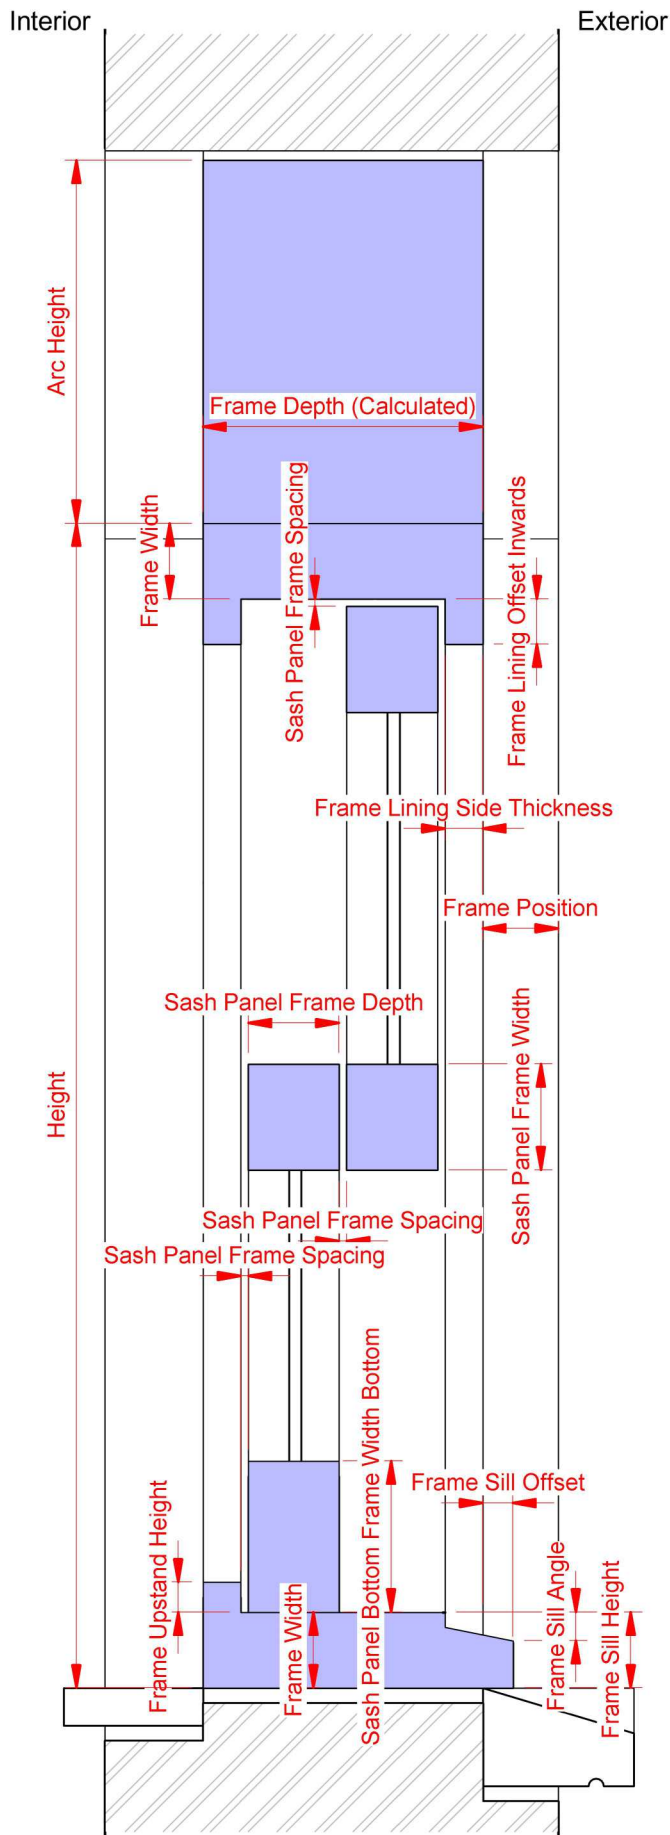 Interior
Exterior
Arc Height
Frame Depth (Calculated)
Frame Width
Sash Panel Frame Spacing
Frame Lining Offset Inwards
Frame Lining Side Thickness
Frame Position
Sash Panel Frame Depth
Height
Sash Panel Frame Width
Sash Panel Frame Spacing
Sash Panel Frame Spacing
Sash Panel Bottom Frame Width Bottom
Frame Sill Offset
Frame Upstand Height
Frame Width
Frame Sill Angle
Frame Sill Height